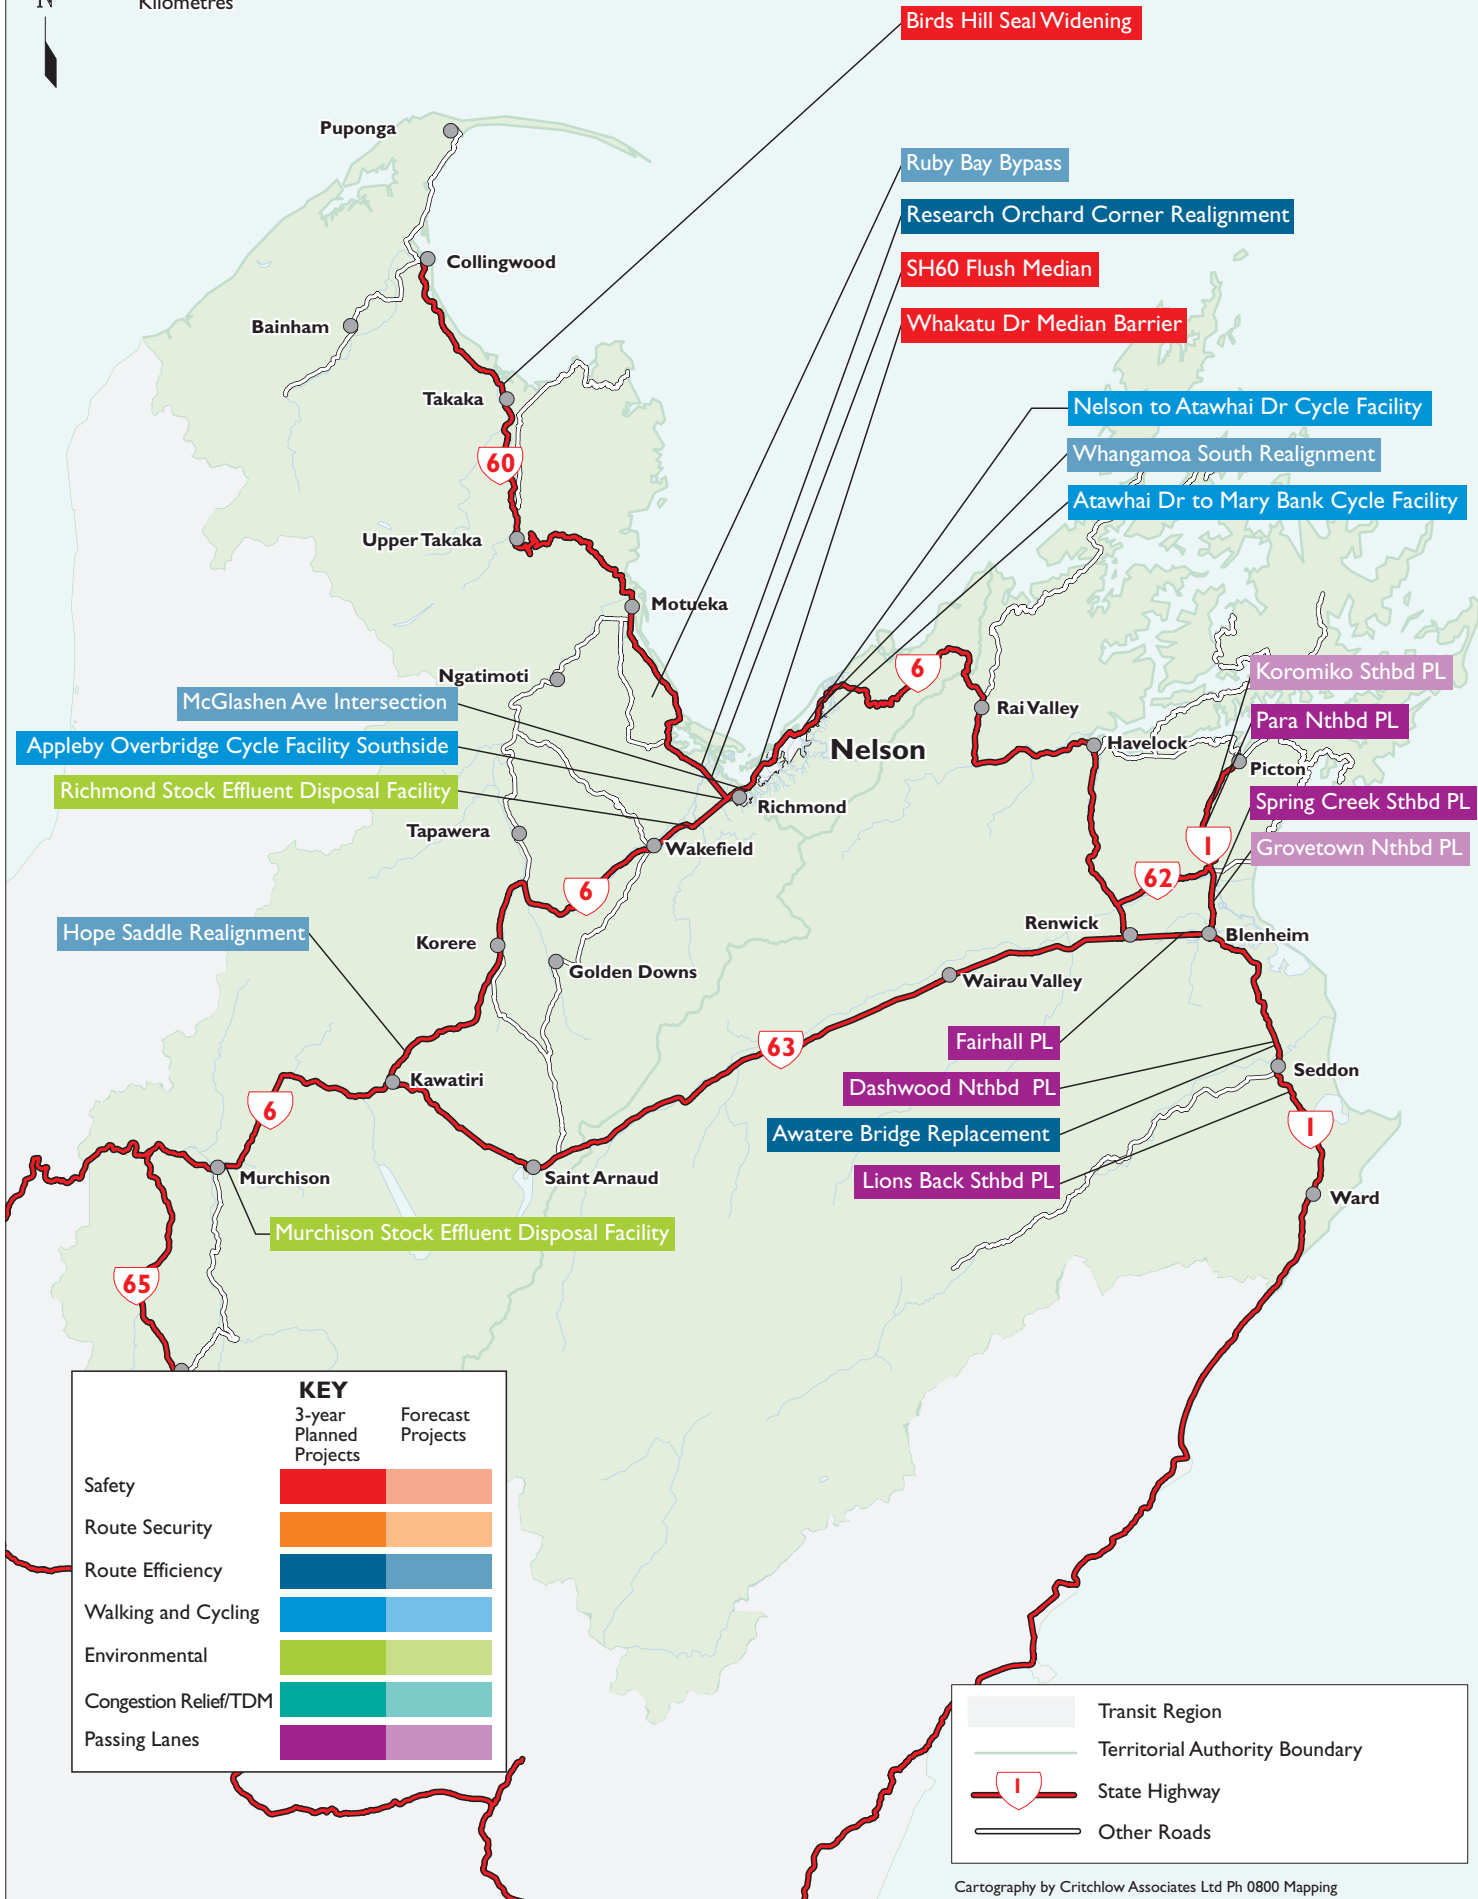 Kilometres
Birds Hill Seal Widening
Puponga
Ruby Bay Bypass
Research Orchard Corner Realignment
Collingwood
SH60 Flush Median
Bainham
Whakatu Dr Median Barrier
Takaka
Nelson to Atawhai Dr Cycle Facility
60
Whangamoa South Realignment
Atawhai Dr to Mary Bank Cycle Facility
Upper Takaka
Motueka
6
Koromiko Sthbd PL
Ngatimoti
McGlashen Ave Intersection
Rai Valley
Para Nthbd PL
Appleby Overbridge Cycle Facility Southside
Nelson
Havelock
Picton
Richmond Stock Effluent Disposal Facility
Richmond
Spring Creek Sthbd PL
Tapawera
Wakefield
1
Grovetown Nthbd PL
62
6
Hope Saddle Realignment
Korere
Renwick
Blenheim
Golden Downs
Wairau Valley
63
Fairhall PL
Seddon
Kawatiri
Dashwood Nthbd PL
6
Awatere Bridge Replacement
1
Murchison
Saint Arnaud
Lions Back Sthbd PL
Ward
Murchison Stock Effluent Disposal Facility
65
KEY
3-year
Planned
Projects
Forecast
Projects
Safety
Route Security
Route Efficiency
Walking and Cycling
Environmental
Congestion Relief/TDM
Passing Lanes
Transit Region
Territorial Authority Boundary
1
State Highway
Other Roads
Cartography by Critchlow Associates Ltd Ph 0800 Mapping